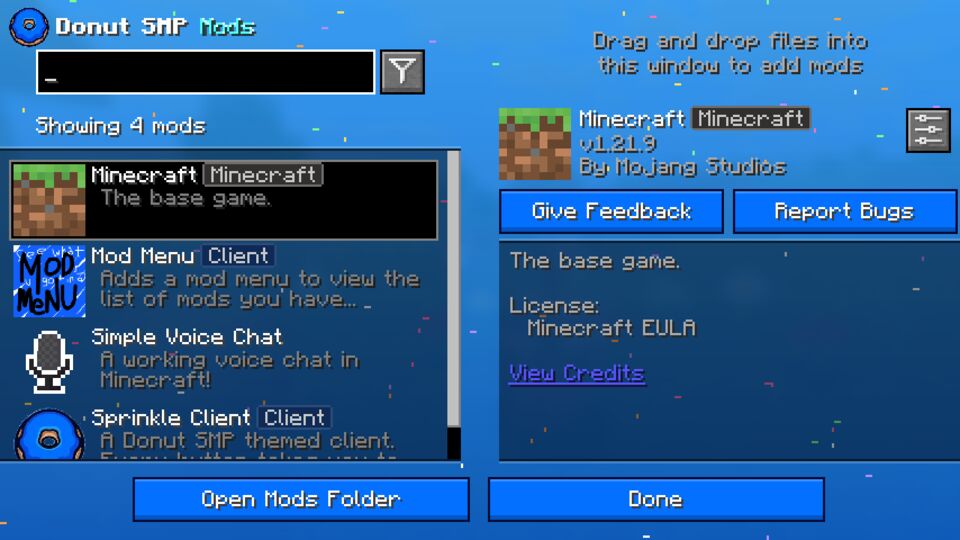 Donut SMP Mods
_
Showing 4 mods
Minecraft Minecraft
The base game.
Mod Menu Client
Adds a mod menu to view the
list of mods you have...
MOD
MENU
Simple Voice Chat
A working voice chat in
Minecraft!
Sprinkle Client Client
A Donut SMP themed client.
Drag and drop files into
this window to add mods
Minecraft Minecraft
v1.21.9
By Mojang Studios
Give Feedback
Report Bugs
The base game.
License:
Minecraft EULA
View Credits
Open Mods Folder
Done